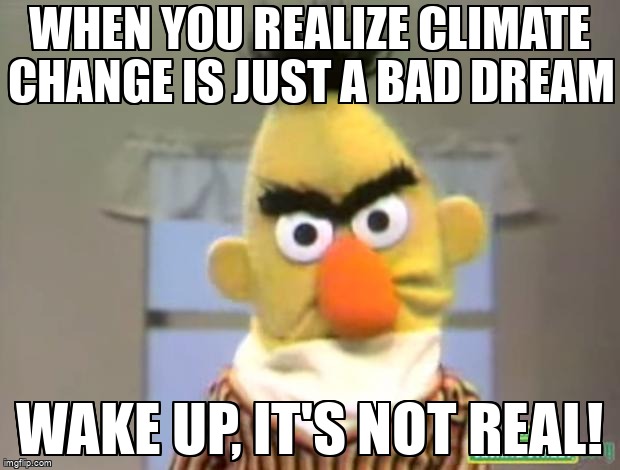 WHEN YOU REALIZE CLIMATE
CHANGE IS JUST A BAD DREAM
WAKE UP, IT'S NOT REAL!
imgflip.com